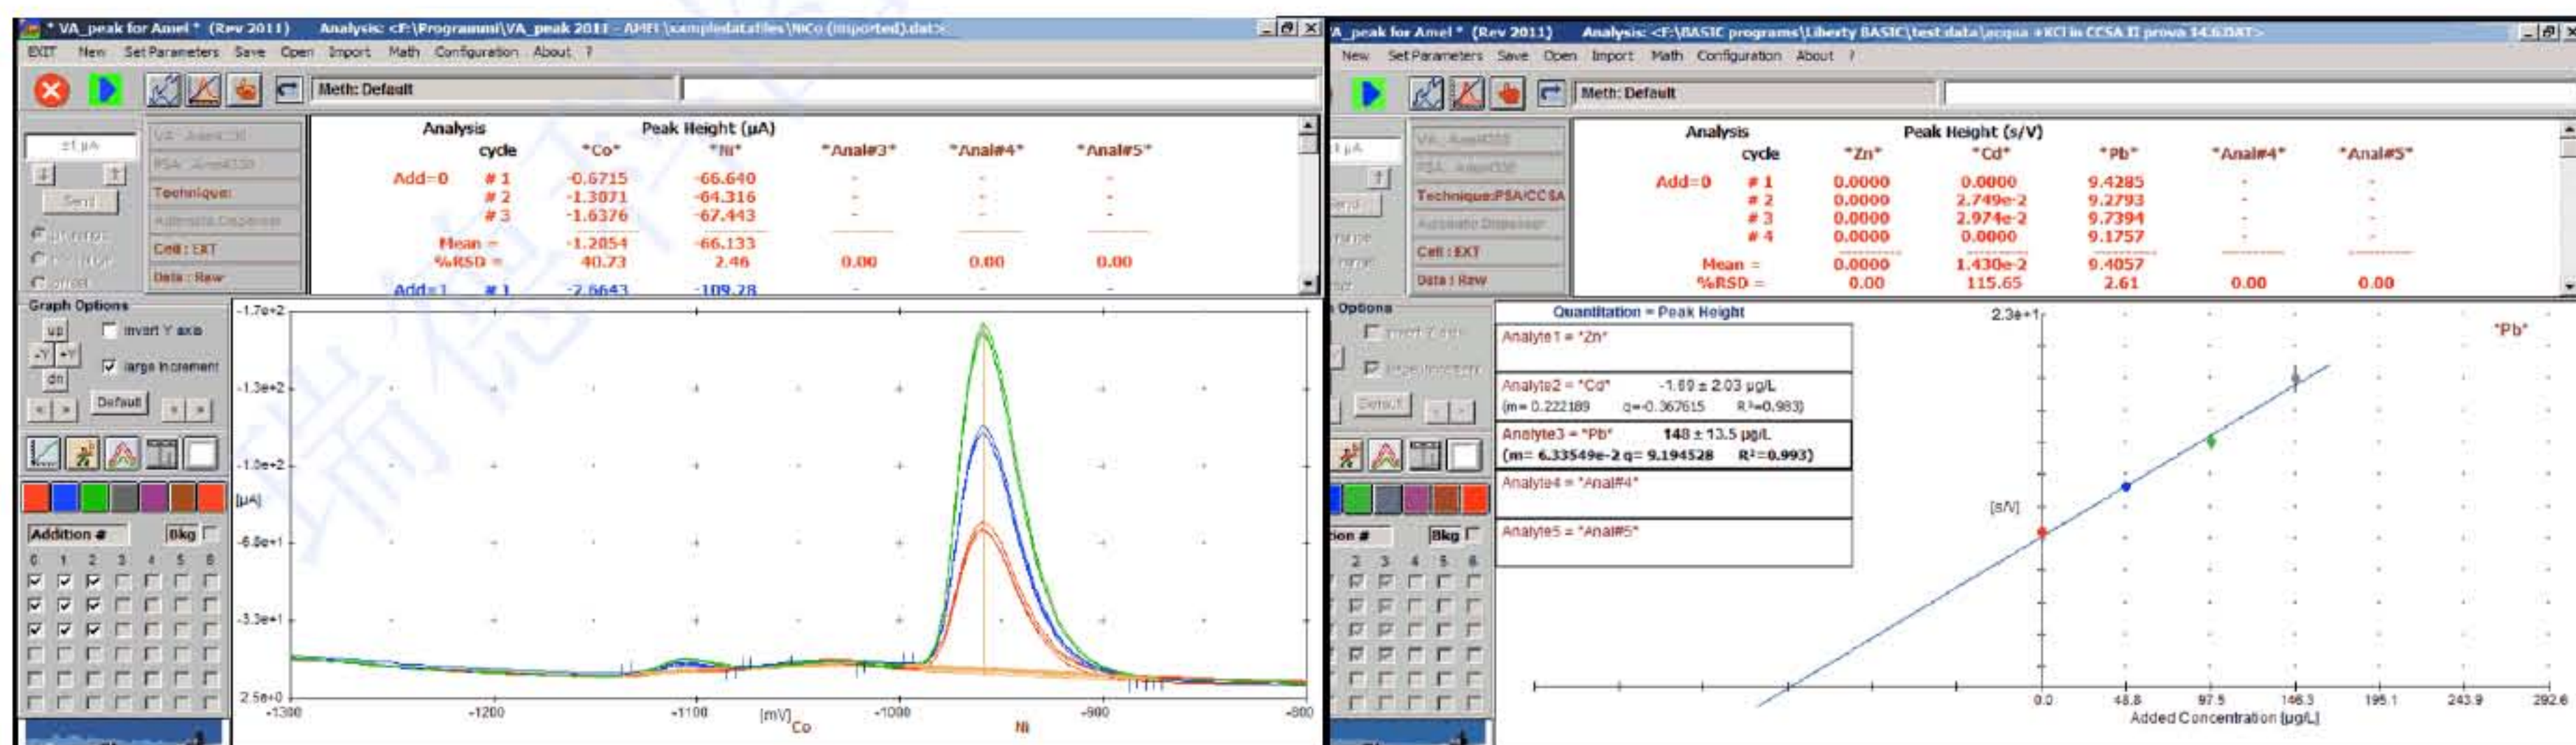 * VA_peak for Amel * (Rev 2011) Analysis: <F:\Programmi\VA_peak 2011 - AMEL\sampledatafiles\NiCo (imported).dat>
EXIT New Set Parameters Save Open Import Math Configuration About ?
Meth: Default
Analysis Peak Height (µA)
cycle *Co* *Ni* *Anal#3* *Anal#4* *Anal#5*
Add=0 # 1 -0.6715 -66.640 - - -
# 2 -1.3071 -64.316 - - -
# 3 -1.6376 -67.443 - - -
Mean = -1.2054 -66.133
%RSD = 40.73 2.46 0.00 0.00 0.00
Add=1 # 1 -2.6643 -109.28 - - -
±1 µA
Send
Technique:
Automatic Dispenser
Cell : EXT
Data : Raw
Graph Options
up
Invert Y axis
-Y +Y
large increment
dn
< > Default < >
Addition # Bkg
0 1 2 3 4 5 6
-1.7e+2
-1.3e+2
-1.0e+2
[µA]
-6.8e+1
-3.3e+1
2.5e+0
-1300 -1200 -1100 [mV] -1000 -900 -800
Co Ni
A_peak for Amel * (Rev 2011) Analysis: <F:\BASIC programs\Liberty BASIC\test data\acqua +KCl in CCSA II prova 14.6.DAT>
New Set Parameters Save Open Import Math Configuration About ?
Meth: Default
Analysis Peak Height (s/V)
cycle *Zn* *Cd* *Pb* *Anal#4* *Anal#5*
Add=0 # 1 0.0000 0.0000 9.4285 - -
# 2 0.0000 2.749e-2 9.2793 - -
# 3 0.0000 2.974e-2 9.7394 - -
# 4 0.0000 0.0000 9.1757 - -
Mean = 0.0000 1.430e-2 9.4057
%RSD = 0.00 115.65 2.61 0.00 0.00
Technique:PSA/CCSA
Automatic Dispenser
Cell : EXT
Data : Raw
Options
Default
ion # Bkg
2 3 4 5 6
Quantitation = Peak Height
Analyte1 = *Zn*
Analyte2 = *Cd* -1.69 ± 2.03 µg/L
(m= 0.222189 q=-0.367615 R²=0.983)
Analyte3 = *Pb* 148 ± 13.5 µg/L
(m= 6.33549e-2 q= 9.194528 R²=0.993)
Analyte4 = *Anal#4*
Analyte5 = *Anal#5*
2.3e+1
*Pb*
[s/V]
0.0 48.8 97.5 146.3 195.1 243.9 292.6
Added Concentration [µg/L]